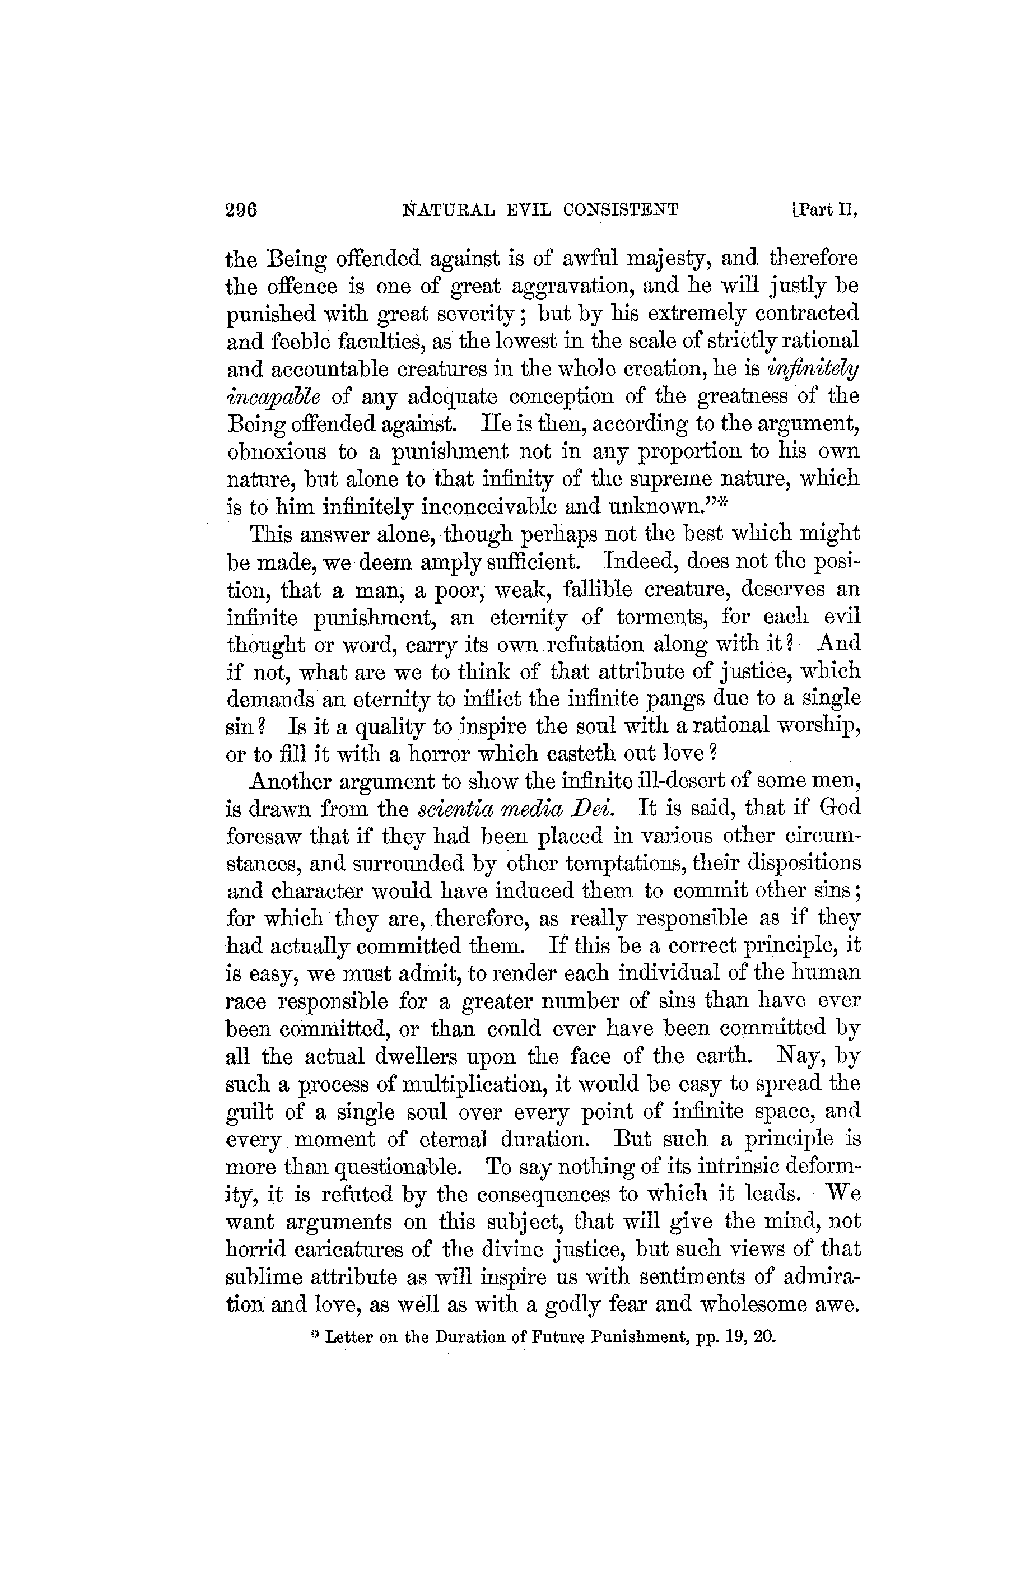 296 NATURAL EVIL CONSISTENT [Part II,
the Being offended against is of awful majesty, and therefore
the offence is one of great aggravation, and he will justly be
punished with great severity; but by his extremely contracted
and feeble faculties, as the lowest in the scale of strictly rational
and accountable creatures in the whole creation, he is infinitely
incapable of any adequate conception of the greatness of the
Being offended against. He is then, according to the argument,
obnoxious to a punishment not in any proportion to his own
nature, but alone to that infinity of the supreme nature, which
is to him infinitely inconceivable and unknown."*
This answer alone, though perhaps not the best which might
be made, we deem amply sufficient. Indeed, does not the posi-
tion, that a man, a poor, weak, fallible creature, deserves an
infinite punishment, an eternity of torments, for each evil
thought or word, carry its own refutation along with it? And
if not, what are we to think of that attribute of justice, which
demands an eternity to inflict the infinite pangs due to a single
sin? Is it a quality to inspire the soul with a rational worship,
or to fill it with a horror which casteth out love?
Another argument to show the infinite ill-desert of some men,
is drawn from the scientia media Dei. It is said, that if God
foresaw that if they had been placed in various other circum-
stances, and surrounded by other temptations, their dispositions
and character would have induced them to commit other sins;
for which they are, therefore, as really responsible as if they
had actually committed them. If this be a correct principle, it
is easy, we must admit, to render each individual of the human
race responsible for a greater number of sins than have ever
been committed, or than could ever have been committed by
all the actual dwellers upon the face of the earth. Nay, by
such a process of multiplication, it would be easy to spread the
guilt of a single soul over every point of infinite space, and
every moment of eternal duration. But such a principle is
more than questionable. To say nothing of its intrinsic deform-
ity, it is refuted by the consequences to which it leads. We
want arguments on this subject, that will give the mind, not
horrid caricatures of the divine justice, but such views of that
sublime attribute as will inspire us with sentiments of admira-
tion and love, as well as with a godly fear and wholesome awe.
* Letter on the Duration of Future Punishment, pp. 19, 20.